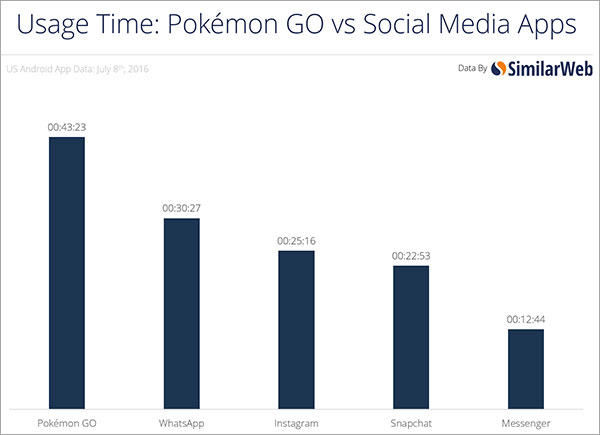 Usage Time: Pokémon GO vs Social Media Apps
US Android App Data: July 8th, 2016
Data By SimilarWeb
00:43:23
00:30:27
00:25:16
00:22:53
00:12:44
Pokémon GO WhatsApp Instagram Snapchat Messenger